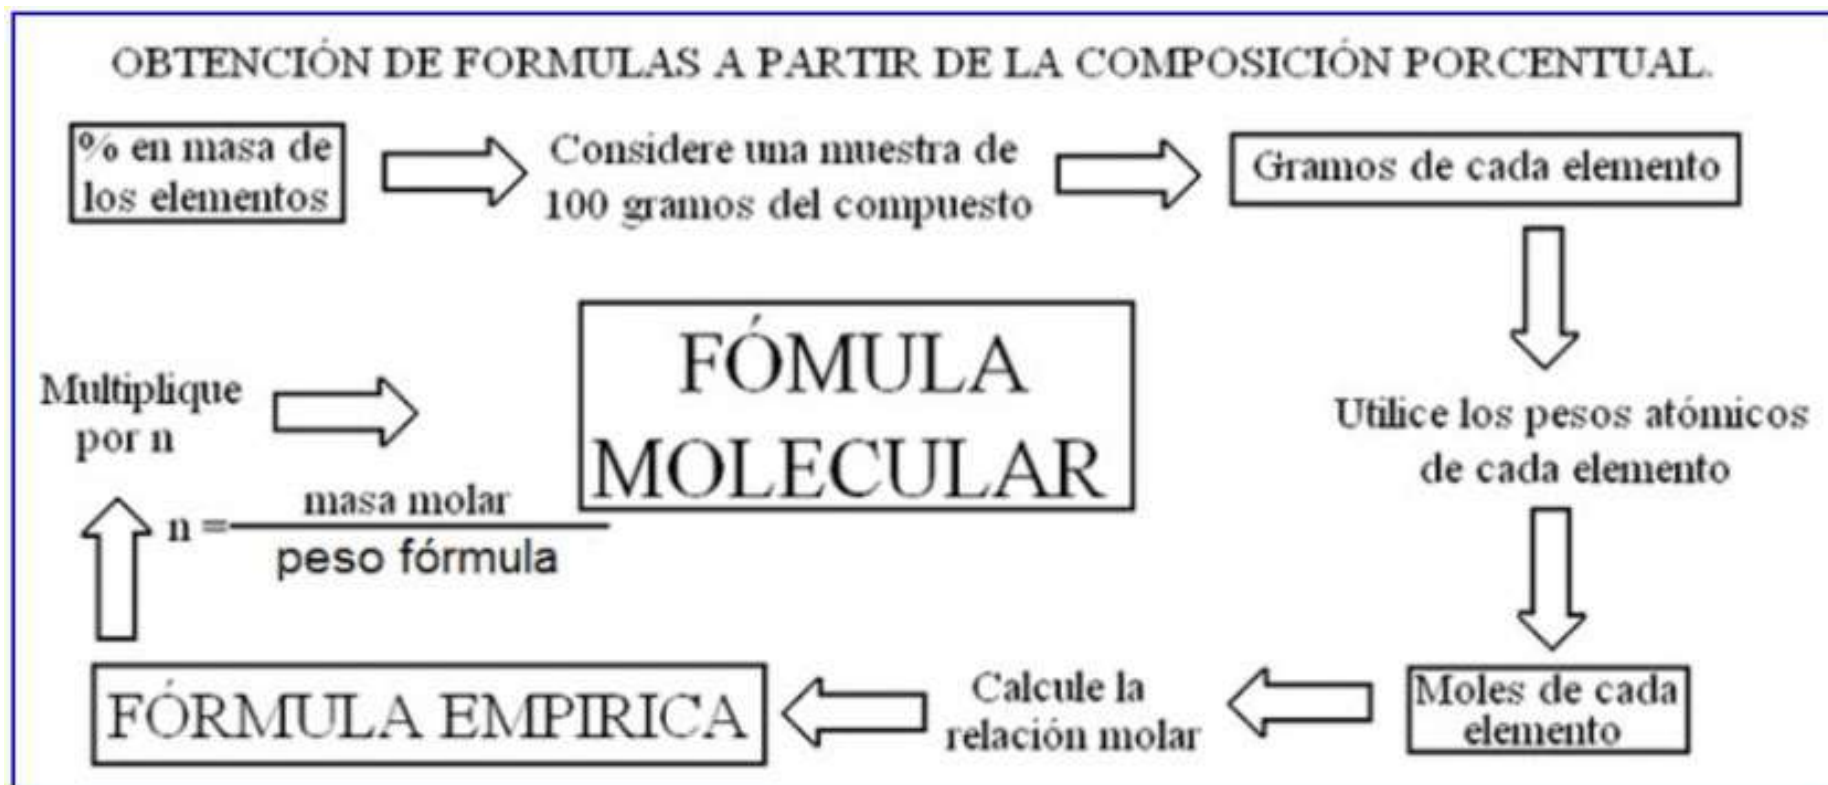 OBTENCIÓN DE FORMULAS A PARTIR DE LA COMPOSICIÓN PORCENTUAL.
% en masa de
los elementos
Considere una muestra de
100 gramos del compuesto
Gramos de cada elemento
Utilice los pesos atómicos
de cada elemento
Moles de cada
elemento
Calcule la
relación molar
FÓRMULA EMPIRICA
n =
masa molar
peso fórmula
Multiplique
por n
FÓMULA
MOLECULAR